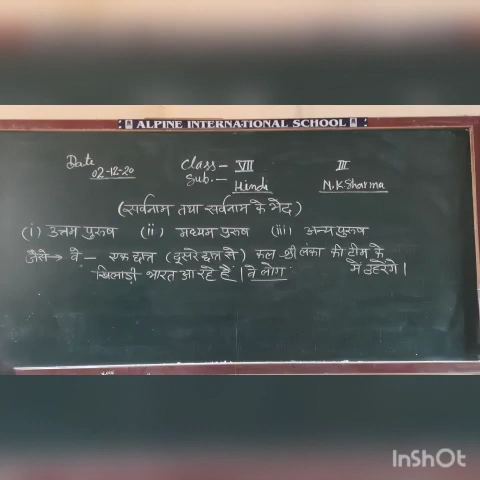 ALPINE INTERNATIONAL SCHOOL
Date Class- VII III
02-12-20 Sub.- Hindi N.K Sharma
(सर्वनाम तथा सर्वनाम के भेद)
(i) उत्तम पुरुष (ii) मध्यम पुरुष (iii) अन्य पुरुष
जैसे→ वे - एक छात्र (दूसरे छात्र से) कल श्री लंका की टीम के
खिलाड़ी भारत आ रहे हैं। वे लोग में ठहरेंगे।
InShOt